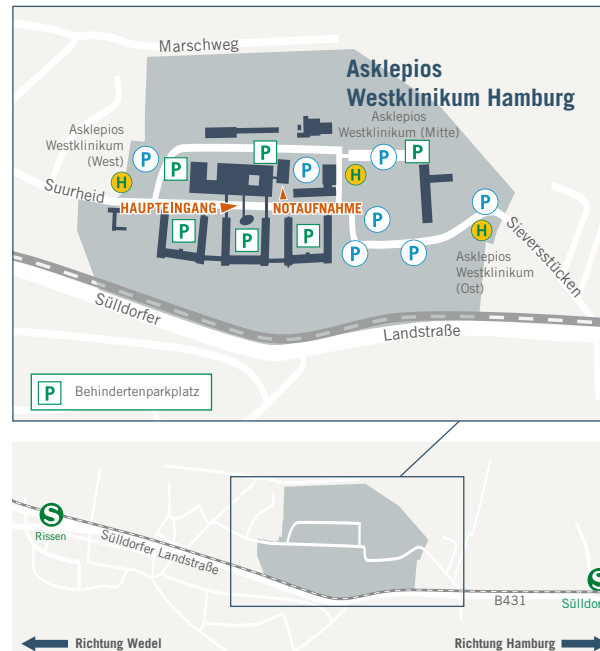 Marschweg
Asklepios
Westklinikum Hamburg
Asklepios
Westklinikum (Mitte)
Asklepios
Westklinikum
(West)
P
P
P
P
P
P
H
H
Suurheid
HAUPTEINGANG
NOTAUFNAHME
P
P
P
P
P
P
P
H
Sieversstücken
Asklepios
Westklinikum
(Ost)
Sülldorfer
Landstraße
P Behindertenparkplatz
S
Rissen
Sülldorfer Landstraße
S
B431
Sülldo
Richtung Wedel
Richtung Hamburg